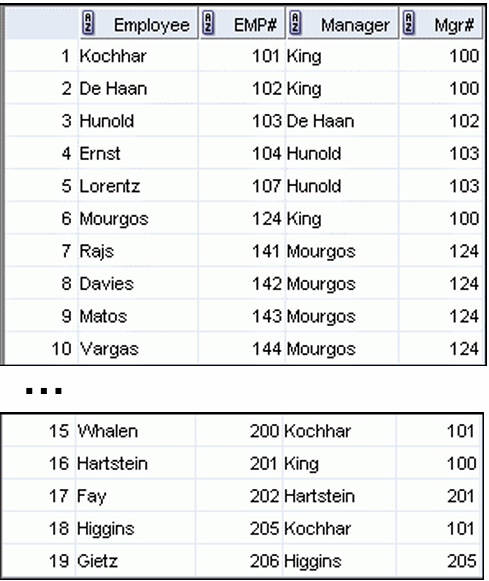 Employee EMP# Manager Mgr#
1 Kochhar 101 King 100
2 De Haan 102 King 100
3 Hunold 103 De Haan 102
4 Ernst 104 Hunold 103
5 Lorentz 107 Hunold 103
6 Mourgos 124 King 100
7 Rajs 141 Mourgos 124
8 Davies 142 Mourgos 124
9 Matos 143 Mourgos 124
10 Vargas 144 Mourgos 124
...
15 Whalen 200 Kochhar 101
16 Hartstein 201 King 100
17 Fay 202 Hartstein 201
18 Higgins 205 Kochhar 101
19 Gietz 206 Higgins 205